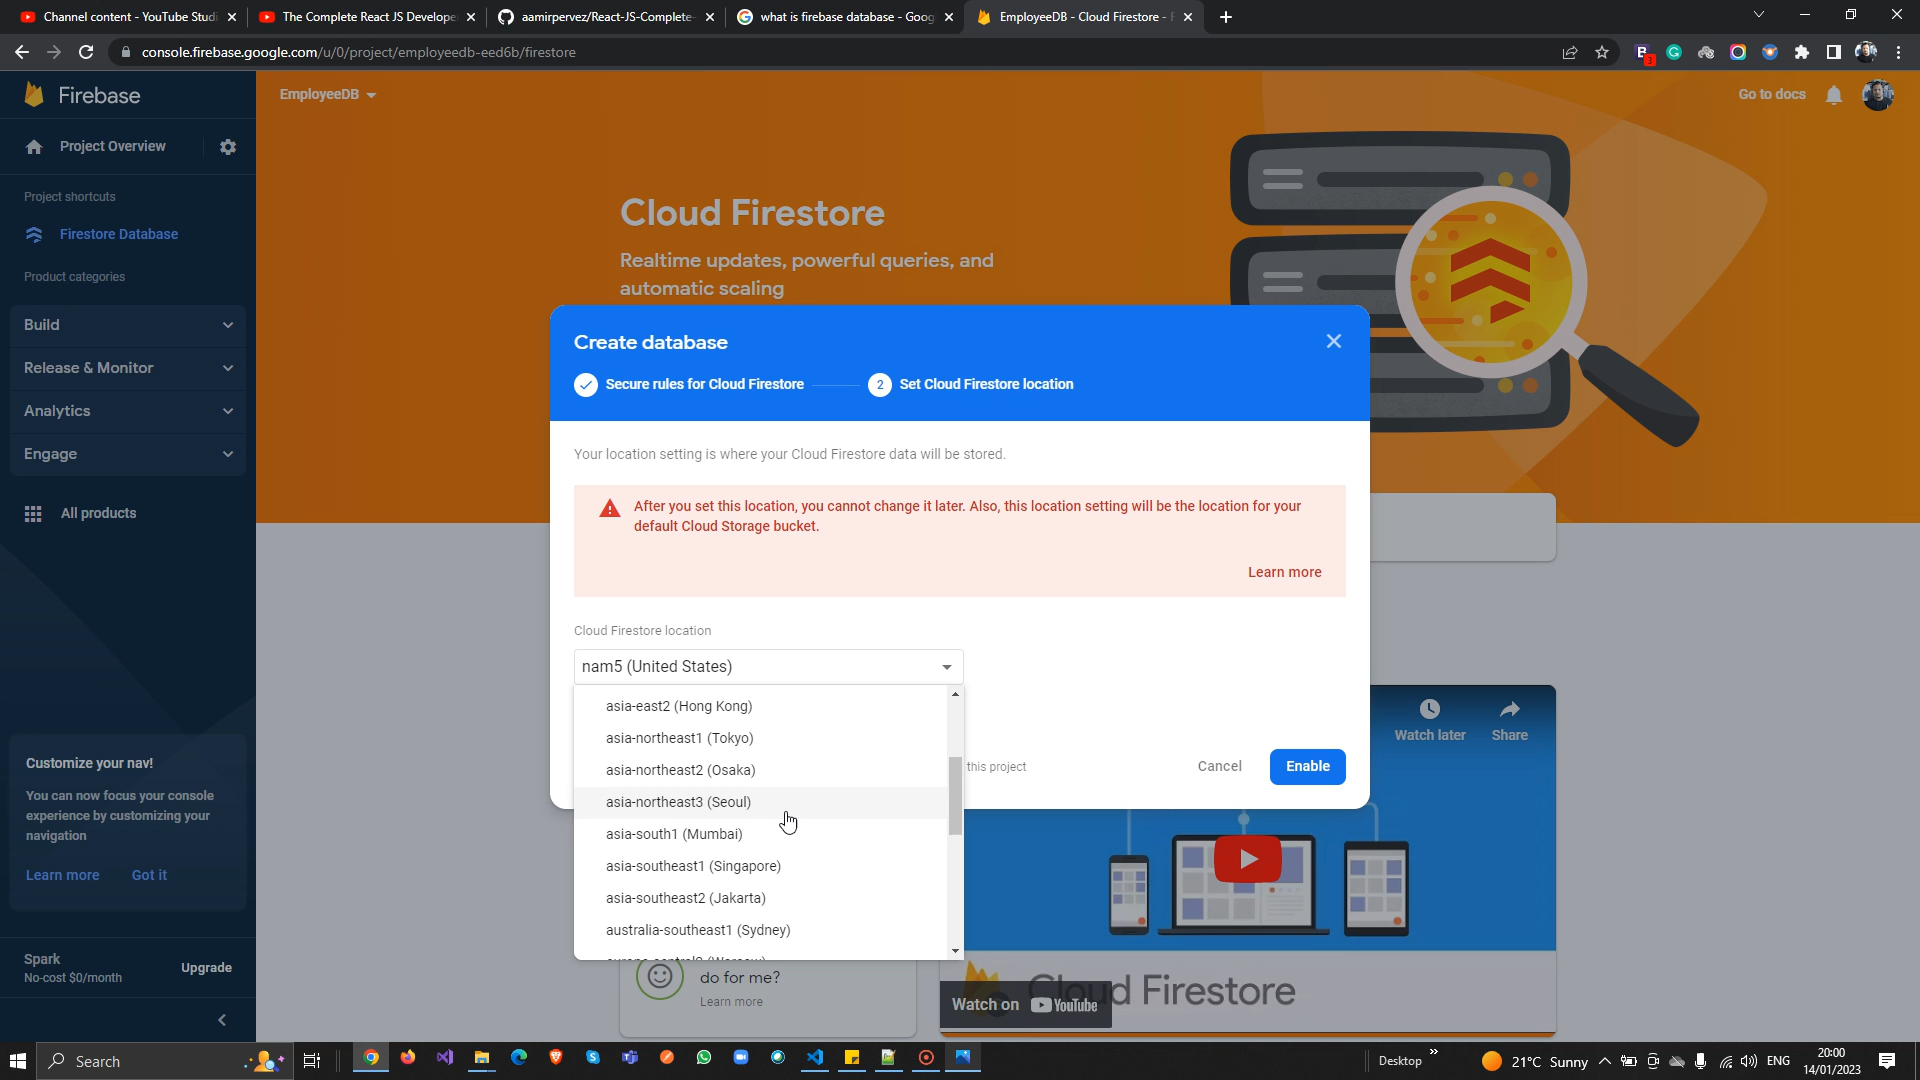 Channel content - YouTube Studi
The Complete React JS Develope
aamirpervez/React-JS-Complete-
what is firebase database - Goog
EmployeeDB - Cloud Firestore - F
console.firebase.google.com/u/0/project/employeedb-eed6b/firestore
B
3
Firebase
EmployeeDB
Go to docs
Project Overview
Project shortcuts
Firestore Database
Product categories
Build
Release & Monitor
Analytics
Engage
All products
Customize your nav!
You can now focus your console
experience by customizing your
navigation
Learn more
Got it
Spark
No-cost $0/month
Upgrade
Cloud Firestore
Realtime updates, powerful queries, and
automatic scaling
Create database
Secure rules for Cloud Firestore
2
Set Cloud Firestore location
Your location setting is where your Cloud Firestore data will be stored.
After you set this location, you cannot change it later. Also, this location setting will be the location for your
default Cloud Storage bucket.
Learn more
Cloud Firestore location
nam5 (United States)
asia-east2 (Hong Kong)
asia-northeast1 (Tokyo)
asia-northeast2 (Osaka)
asia-northeast3 (Seoul)
asia-south1 (Mumbai)
asia-southeast1 (Singapore)
asia-southeast2 (Jakarta)
australia-southeast1 (Sydney)
this project
Cancel
Enable
Watch later
Share
do for me?
Learn more
Watch on YouTube
Cloud Firestore
Search
Desktop
21°C Sunny
ENG
20:00
14/01/2023